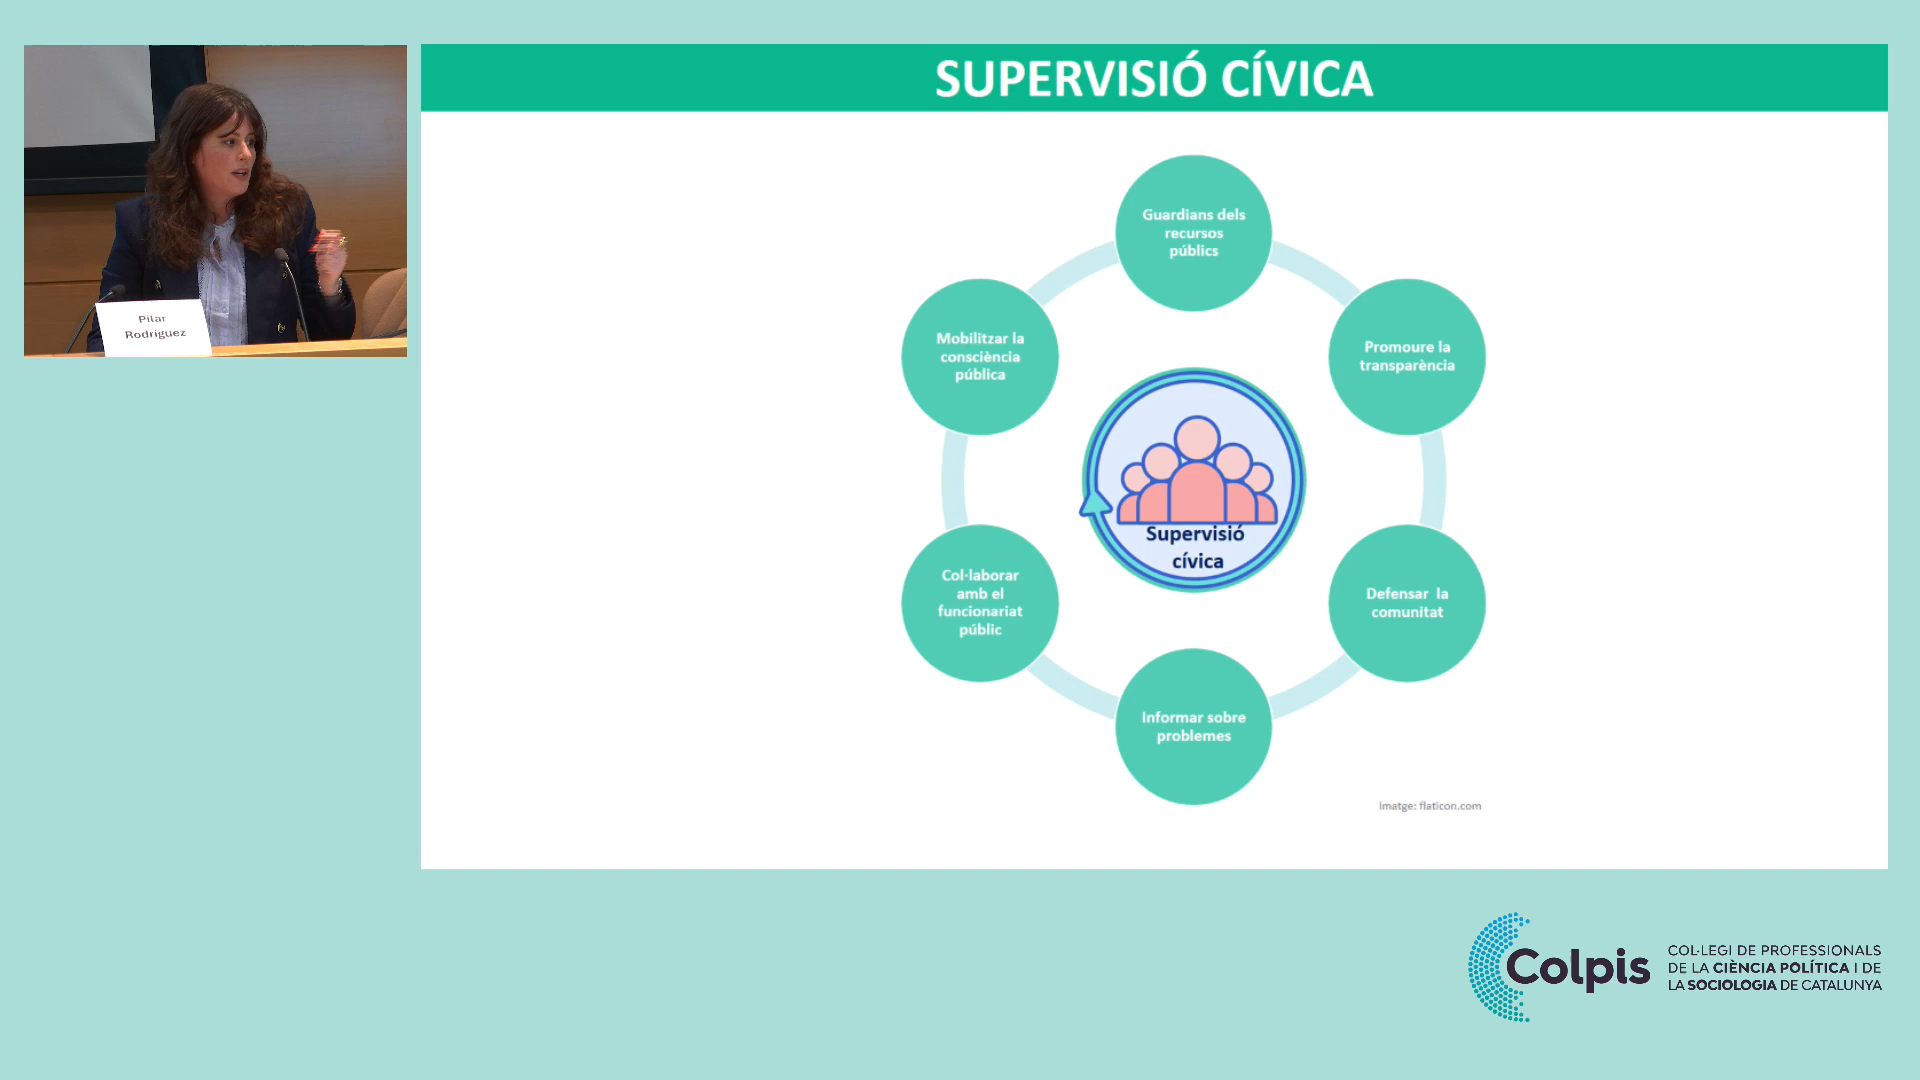 SUPERVISIÓ CÍVICA
Pilar
Rodríguez
Guardians dels
recursos
públics
Promoure la
transparència
Defensar la
comunitat
Informar sobre
problemes
Col·laborar
amb el
funcionariat
públic
Mobilitzar la
consciència
pública
Supervisió
cívica
Imatge: flaticon.com
Colpis
COL·LEGI DE PROFESSIONALS
DE LA CIÈNCIA POLÍTICA I DE
LA SOCIOLOGIA DE CATALUNYA